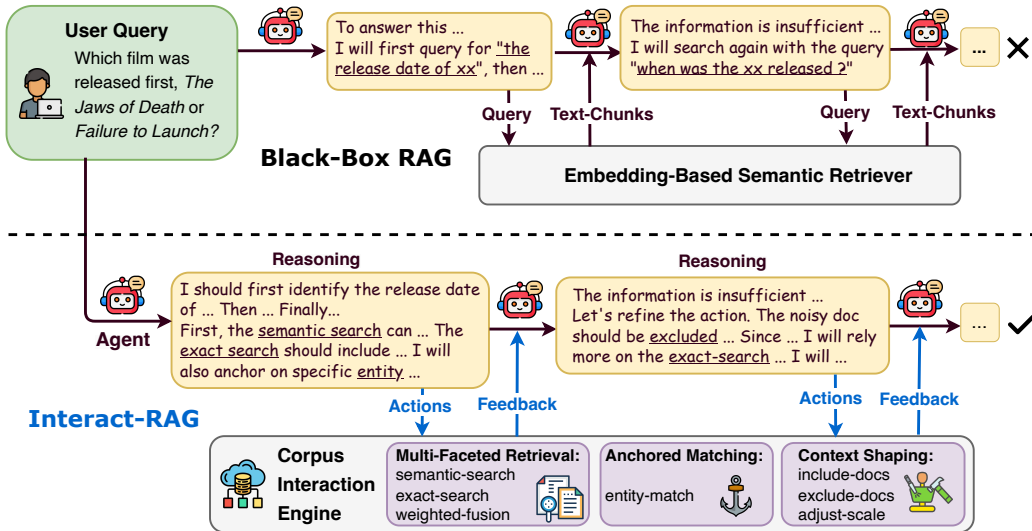 User Query
Which film was
released first, The
Jaws of Death or
Failure to Launch?
To answer this ...
I will first query for "the
release date of xx", then ...
The information is insufficient ...
I will search again with the query
"when was the xx released ?"
...
Query
Text-Chunks
Query
Text-Chunks
Black-Box RAG
Embedding-Based Semantic Retriever
Reasoning
Reasoning
Agent
I should first identify the release date
of ... Then ... Finally...
First, the semantic search can ... The
exact search should include ... I will
also anchor on specific entity ...
The information is insufficient ...
Let's refine the action. The noisy doc
should be excluded ... Since ... I will rely
more on the exact-search ... I will ...
...
Interact-RAG
Actions
Feedback
Actions
Feedback
Corpus
Interaction
Engine
Multi-Faceted Retrieval:
semantic-search
exact-search
weighted-fusion
Anchored Matching:
entity-match
Context Shaping:
include-docs
exclude-docs
adjust-scale